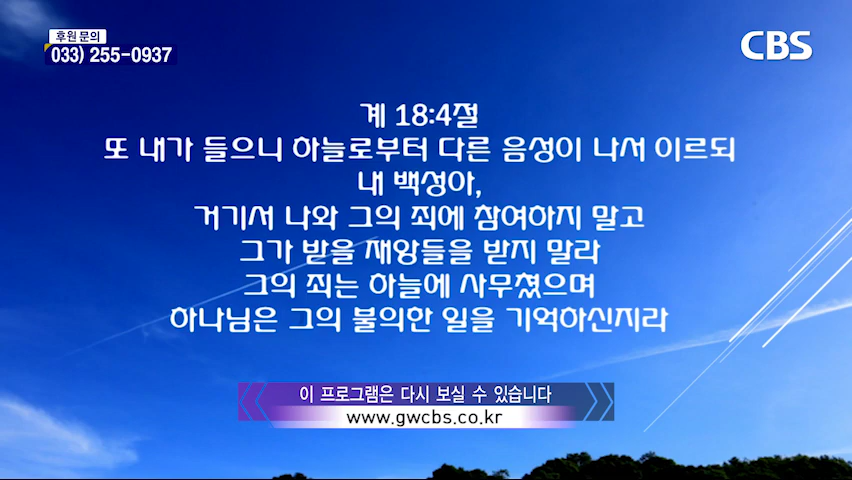 후원 문의
033) 255-0937
CBS
계 18:4절
또 내가 들으니 하늘로부터 다른 음성이 나서 이르되
내 백성아,
거기서 나와 그의 죄에 참여하지 말고
그가 받을 재앙들을 받지 말라
그의 죄는 하늘에 사무쳤으며
하나님은 그의 불의한 일을 기억하신지라
이 프로그램은 다시 보실 수 있습니다
www.gwcbs.co.kr